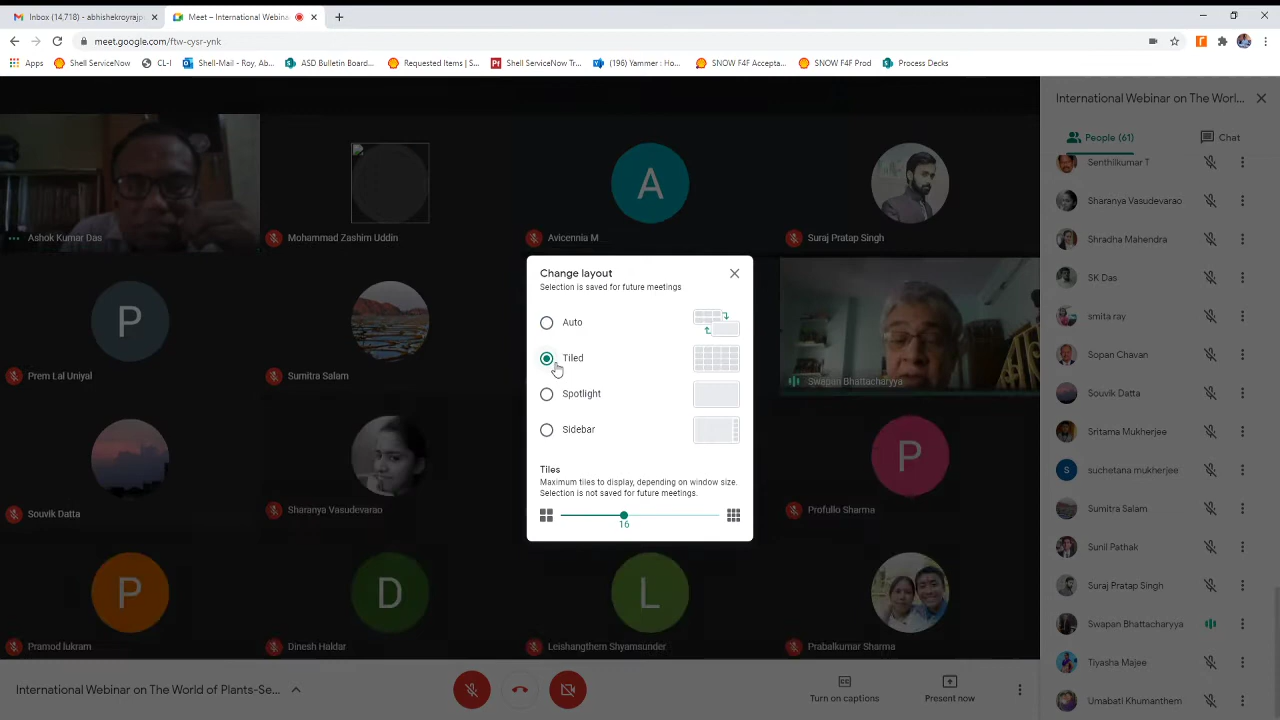 Inbox (14,718) - abhishekroyrajp
Meet – International Webina
meet.google.com/ftw-cysr-ynk
Apps
Shell ServiceNow
CL-I
Shell-Mail - Roy, Ab...
ASD Bulletin Board...
Requested Items | S...
Shell ServiceNow Tr...
(196) Yammer : Ho...
SNOW F4F Accepta...
SNOW F4F Prod
Process Decks
International Webinar on The Worl...
People (61)
Chat
Senthilkumar T
Sharanya Vasudevarao
Shradha Mahendra
SK Das
smita ray
Sopan Chavan
Souvik Datta
Sritama Mukherjee
S
suchetana mukherjee
Sumitra Salam
Sunil Pathak
Suraj Pratap Singh
Swapan Bhattacharyya
Tiyasha Majee
Umabati Khumanthem
A
Ashok Kumar Das
Mohammad Zashim Uddin
Avicennia M
Suraj Pratap Singh
P
Prem Lal Uniyal
Sumitra Salam
Swapan Bhattacharyya
P
Souvik Datta
Sharanya Vasudevarao
Profullo Sharma
P
D
L
Pramod lukram
Dinesh Haldar
Leishangthem Shyamsunder
Prabalkumar Sharma
Change layout
Selection is saved for future meetings
Auto
Tiled
Spotlight
Sidebar
Tiles
Maximum tiles to display, depending on window size.
Selection is not saved for future meetings.
16
International Webinar on The World of Plants-Se...
Turn on captions
Present now